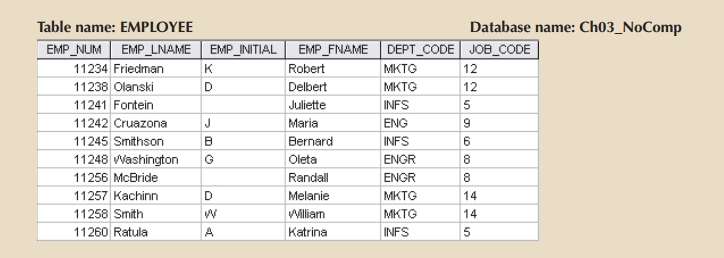 Table name: EMPLOYEE Database name: Ch03_NoComp
EMP_NUM EMP_LNAME EMP_INITIAL EMP_FNAME DEPT_CODE JOB_CODE
11234 Friedman K Robert MKTG 12
11238 Olanski D Delbert MKTG 12
11241 Fontein Juliette INFS 5
11242 Cruazona J Maria ENG 9
11245 Smithson B Bernard INFS 6
11248 Washington G Oleta ENGR 8
11256 McBride Randall ENGR 8
11257 Kachinn D Melanie MKTG 14
11258 Smith W William MKTG 14
11260 Ratula A Katrina INFS 5